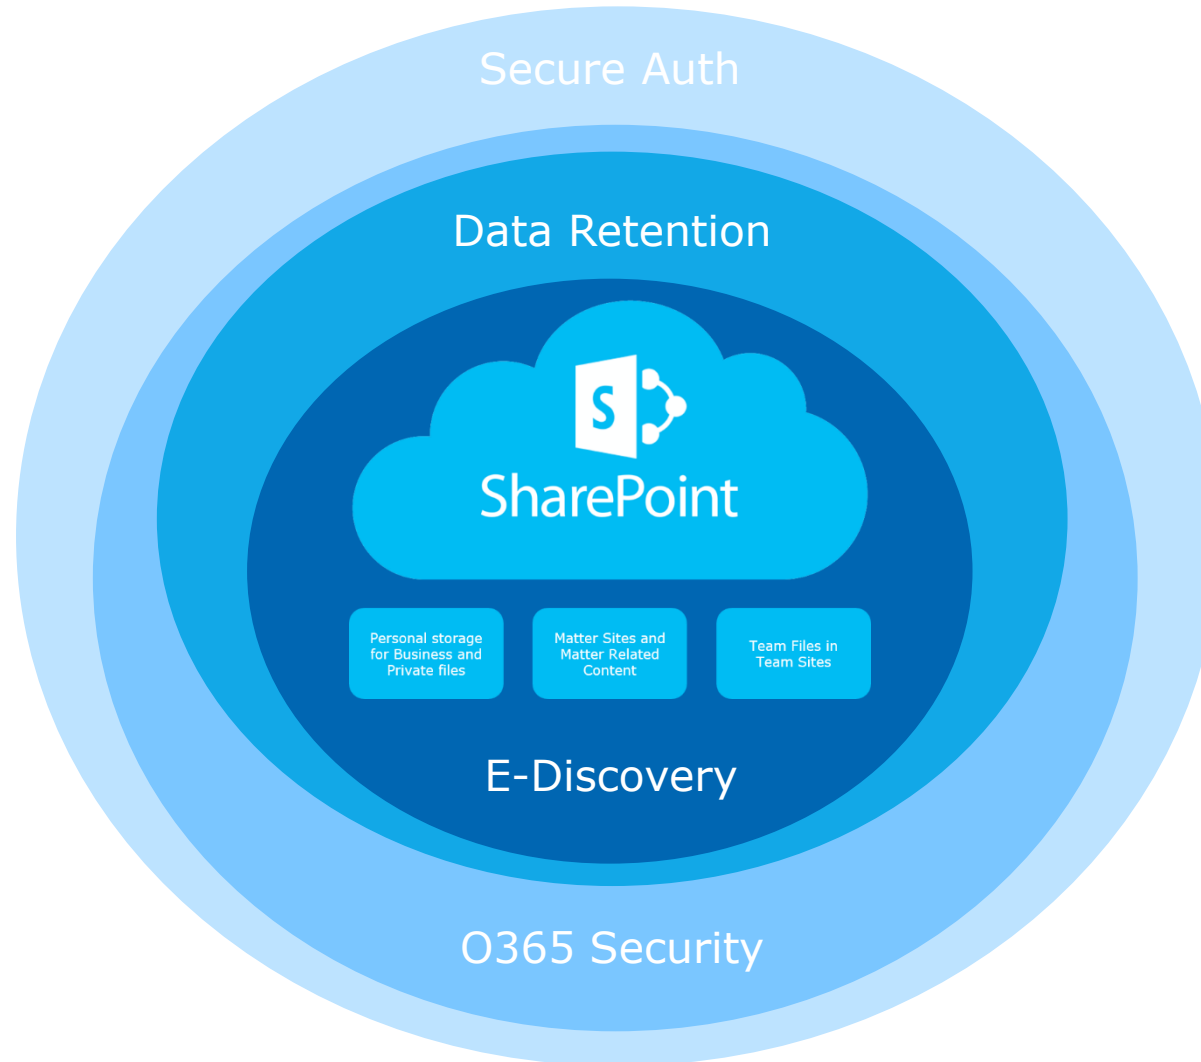 Secure Auth
Data Retention
S
SharePoint
Personal storage
for Business and
Private files
Matter Sites and
Matter Related
Content
Team Files in
Team Sites
E-Discovery
O365 Security